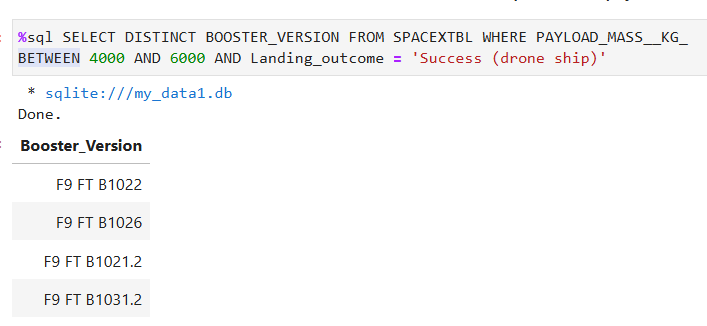 %sql SELECT DISTINCT BOOSTER_VERSION FROM SPACEXTBL WHERE PAYLOAD_MASS__KG_
BETWEEN 4000 AND 6000 AND Landing_outcome = 'Success (drone ship)'
* sqlite:///my_data1.db
Done.
Booster_Version
F9 FT B1022
F9 FT B1026
F9 FT B1021.2
F9 FT B1031.2